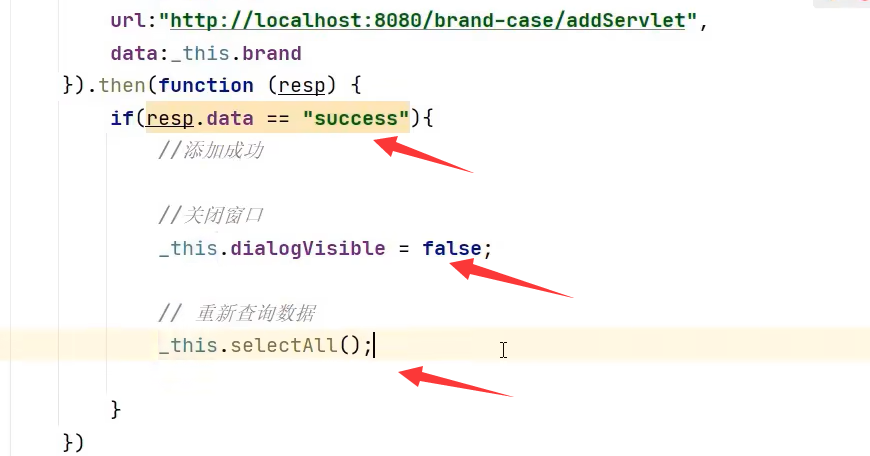 url:"http://localhost:8080/brand-case/addServlet",
data:_this.brand
}).then(function (resp) {
if(resp.data == "success"){
//添加成功
//关闭窗口
_this.dialogVisible = false;
// 重新查询数据
_this.selectAll();
}
})